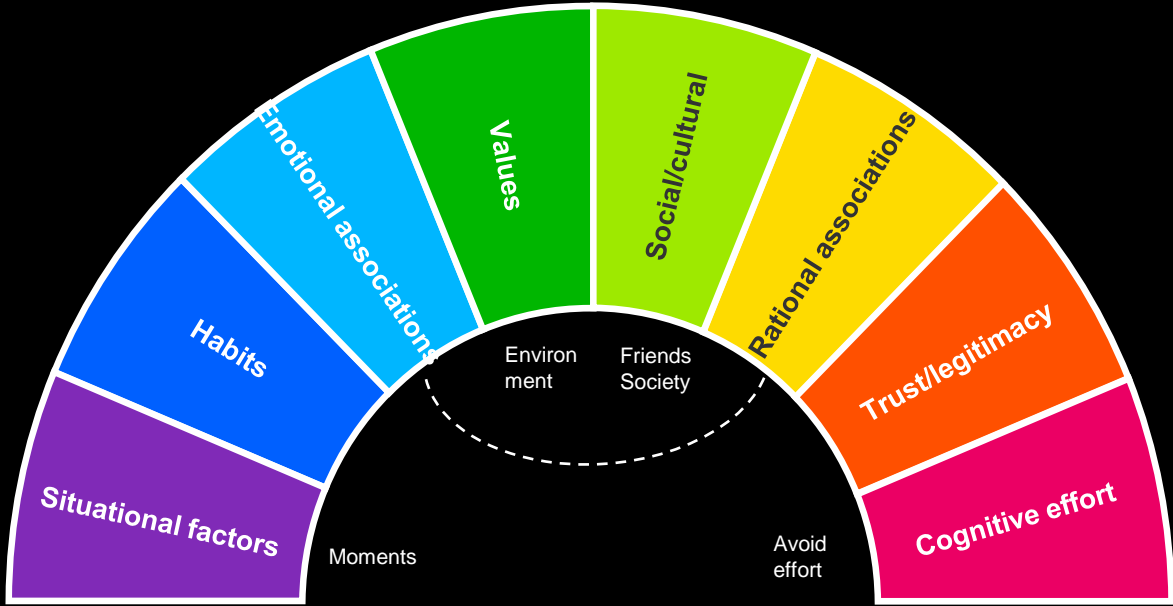 Situational factors
Habits
Emotional associations
Values
Social/cultural
Rational associations
Trust/legitimacy
Cognitive effort
Environ
ment
Friends
Society
Moments
Avoid
effort